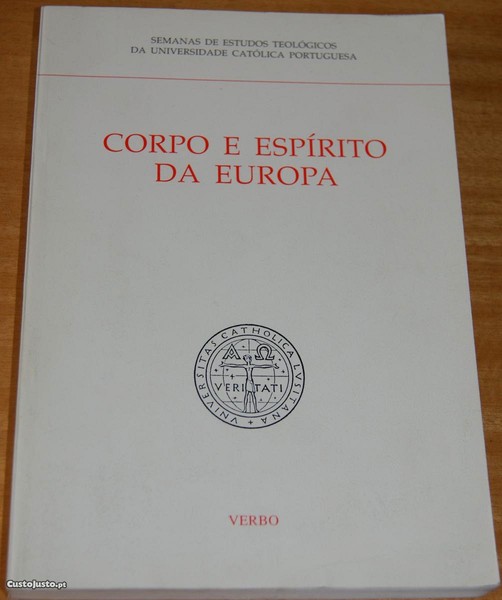 SEMANAS DE ESTUDOS TEOLÓGICOS
DA UNIVERSIDADE CATÓLICA PORTUGUESA
CORPO E ESPÍRITO
DA EUROPA
UNIVERSITAS CATHOLICA LVSITANA
Α Ω
VERITATI
VERBO
CustoJusto.pt